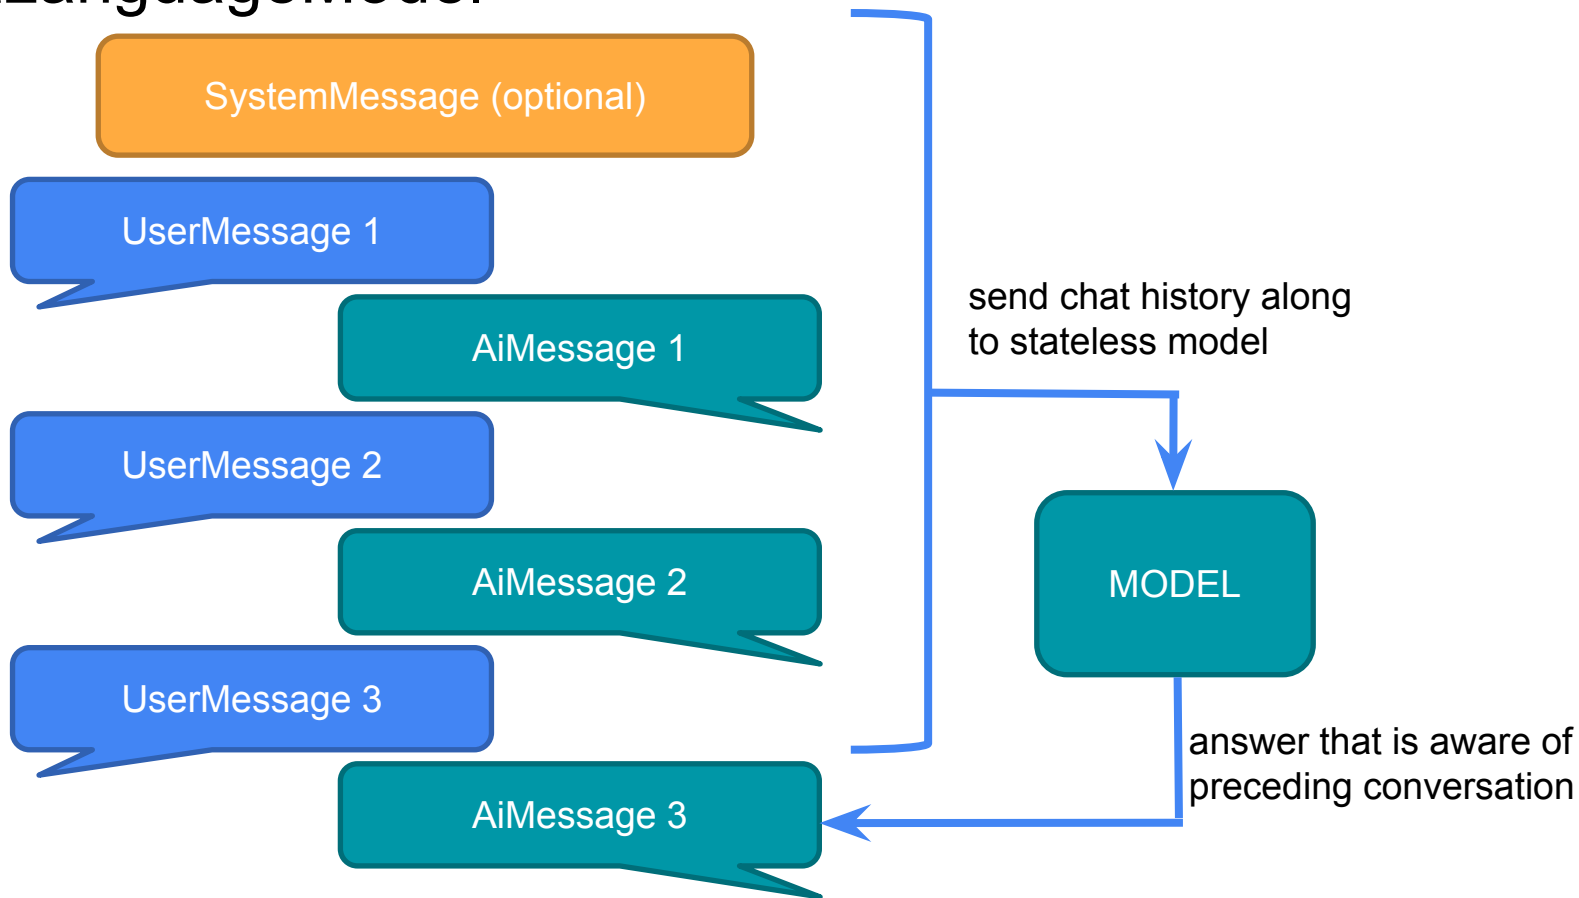 SystemMessage (optional)
UserMessage 1
AiMessage 1
UserMessage 2
AiMessage 2
UserMessage 3
AiMessage 3
send chat history along
to stateless model
MODEL
answer that is aware of
preceding conversation